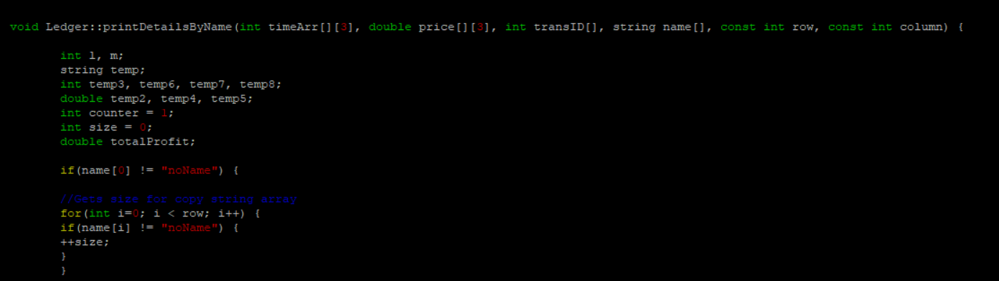 void Ledger::printDetailsByName(int timeArr[][3], double price[][3], int transID[], string name[], const int row, const int column) {
int l, m;
string temp;
int temp3, temp6, temp7, temp8;
double temp2, temp4, temp5;
int counter = 1;
int size = 0;
double totalProfit;
if(name[0] != "noName") {
//Gets size for copy string array
for(int i=0; i < row; i++) {
if(name[i] != "noName") {
++size;
}
}